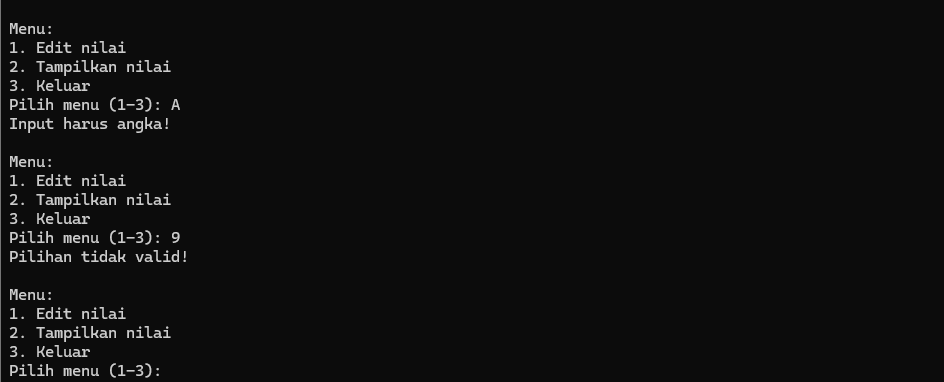 Menu:
1. Edit nilai
2. Tampilkan nilai
3. Keluar
Pilih menu (1-3): A
Input harus angka!
Menu:
1. Edit nilai
2. Tampilkan nilai
3. Keluar
Pilih menu (1-3): 9
Pilihan tidak valid!
Menu:
1. Edit nilai
2. Tampilkan nilai
3. Keluar
Pilih menu (1-3):